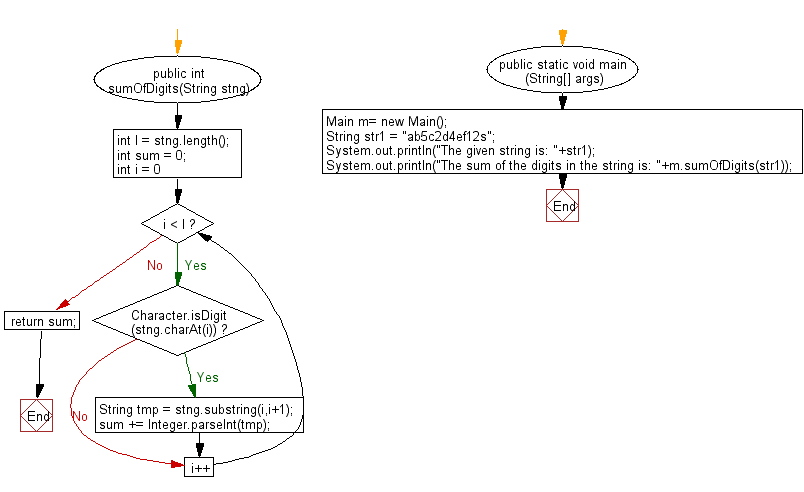 public int
sumOfDigits(String stng)
int l = stng.length();
int sum = 0;
int i = 0
i < l ?
No
Yes
return sum;
Character.isDigit
(stng.charAt(i)) ?
End
Yes
No
String tmp = stng.substring(i,i+1);
sum += Integer.parseInt(tmp);
i++
public static void main
(String[] args)
Main m= new Main();
String str1 = "ab5c2d4ef12s";
System.out.println("The given string is: "+str1);
System.out.println("The sum of the digits in the string is: "+m.sumOfDigits(str1));
End